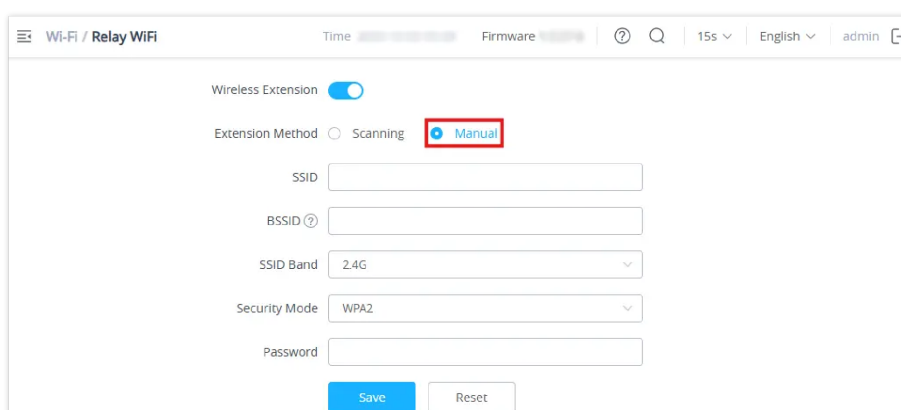 Wi-Fi / Relay WiFi Time Firmware 15s English admin
Wireless Extension
Extension Method Scanning Manual
SSID
BSSID ?
SSID Band 2.4G
Security Mode WPA2
Password
Save Reset